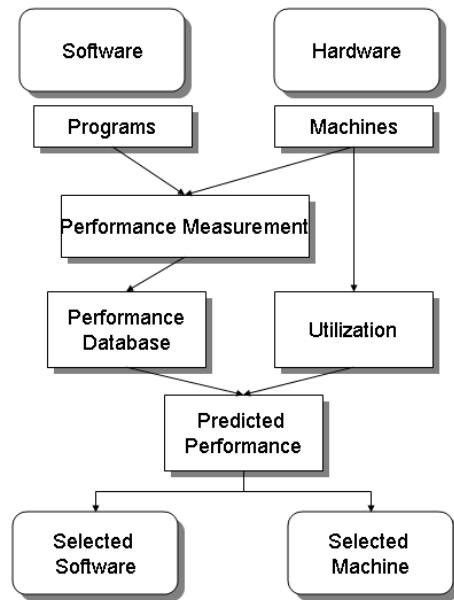 Software
Hardware
Programs
Machines
Performance Measurement
Performance
Database
Utilization
Predicted
Performance
Selected
Software
Selected
Machine